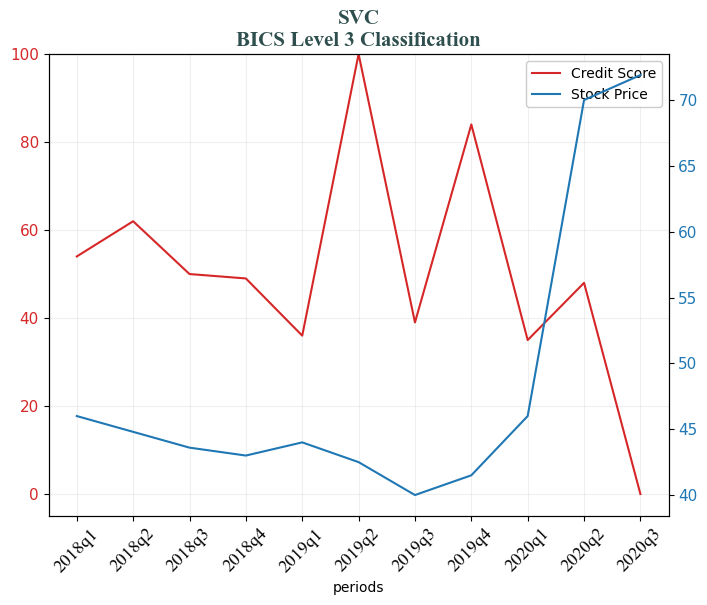 SVC
BICS Level 3 Classification
100
80
60
40
20
0
Credit Score
Stock Price
70
65
60
55
50
45
40
2018q1
2018q2
2018q3
2018q4
2019q1
2019q2
2019q3
2019q4
2020q1
2020q2
2020q3
periods